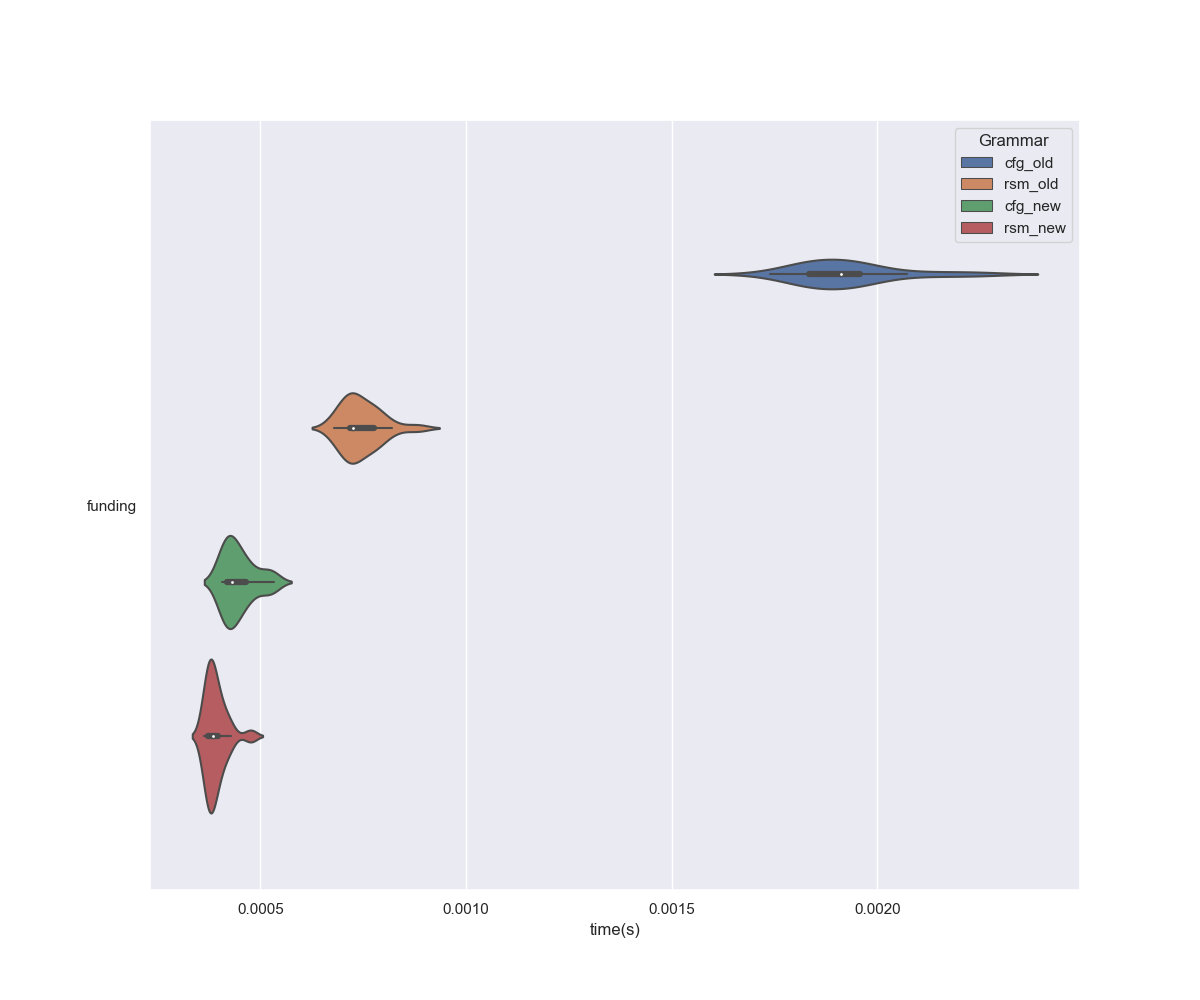 Grammar
cfg_old
rsm_old
cfg_new
rsm_new
funding
0.0005
0.0010
0.0015
0.0020
time(s)